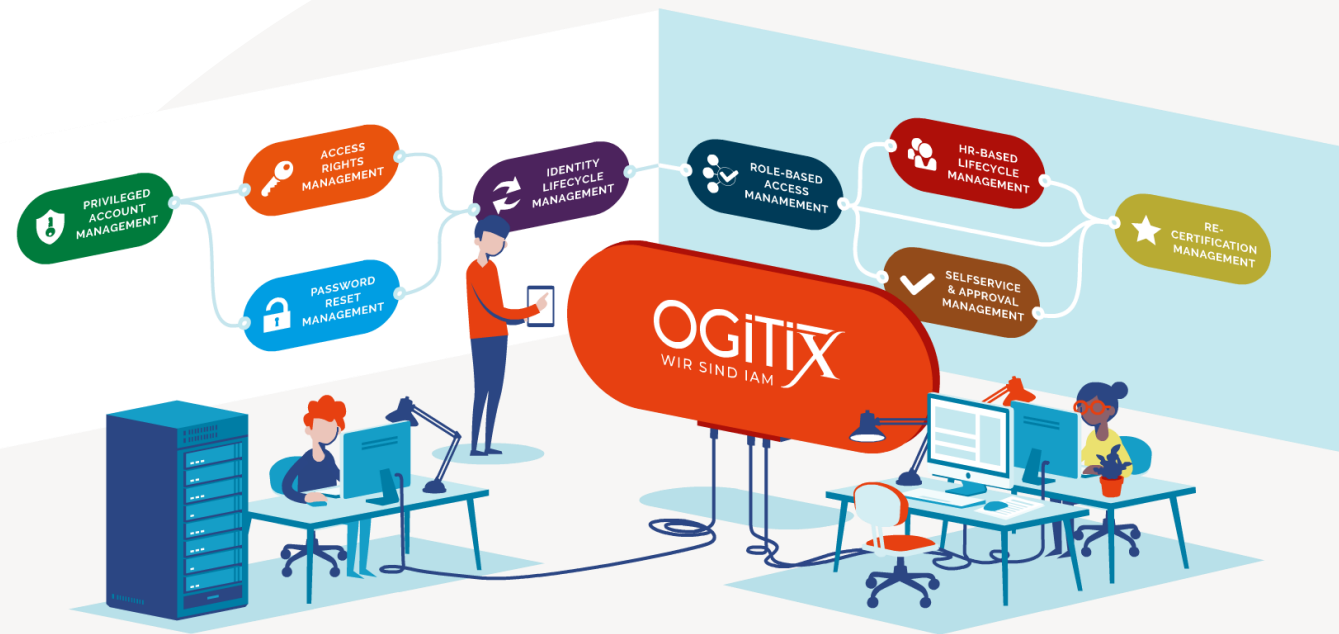 PRIVILEGED
ACCOUNT
MANAGEMENT
ACCESS
RIGHTS
MANAGEMENT
PASSWORD
RESET
MANAGEMENT
IDENTITY
LIFECYCLE
MANAGEMENT
ROLE-BASED
ACCESS
MANAMEMENT
HR-BASED
LIFECYCLE
MANAGEMENT
SELFSERVICE
& APPROVAL
MANAGEMENT
RE-
CERTIFICATION
MANAGEMENT
OGiTiX
WIR SIND IAM